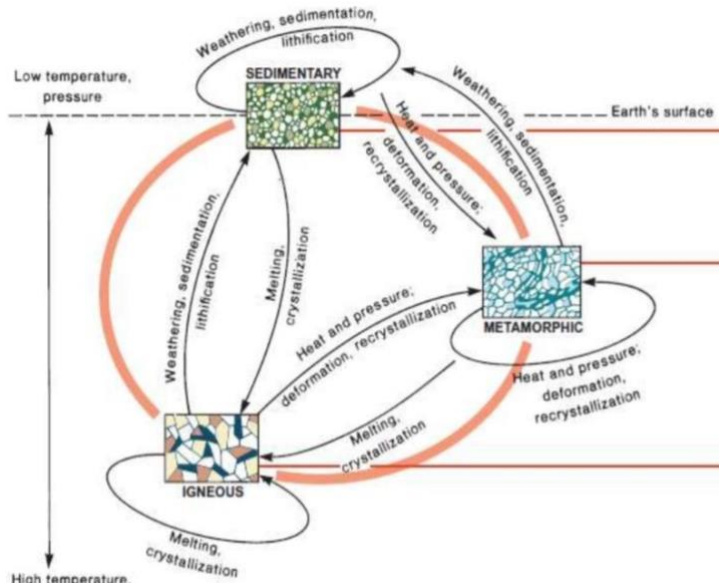 Weathering, sedimentation,
lithification
SEDIMENTARY
Low temperature,
pressure
Earth's surface
Weathering, sedimentation,
lithification
Heat and pressure;
deformation,
recrystallization
Weathering, sedimentation,
lithification
Melting,
crystallization
Heat and pressure;
deformation, recrystallization
METAMORPHIC
Heat and pressure;
deformation,
recrystallization
Melting,
crystallization
IGNEOUS
Melting,
crystallization
High temperature,